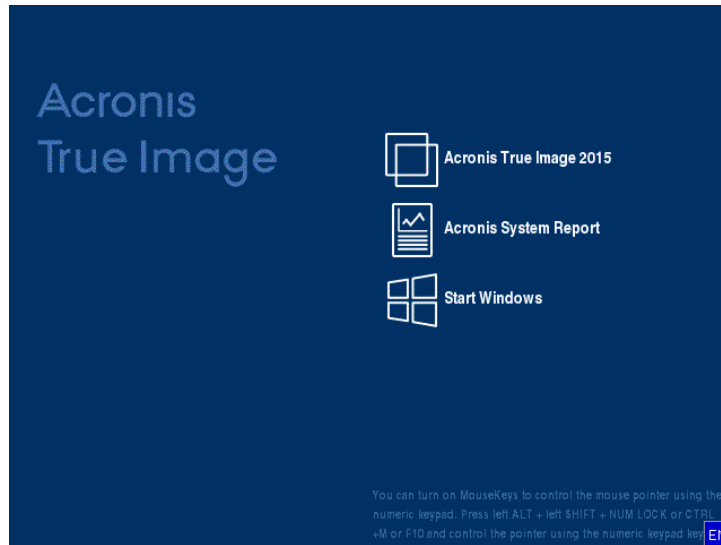 Acronis
True Image
Acronis True Image 2015
Acronis System Report
Start Windows
You can turn on MouseKeys to control the mouse pointer using the
numeric keypad. Press left ALT + left SHIFT + NUM LOCK or CTRL
+M or F10 and control the pointer using the numeric keypad key
En